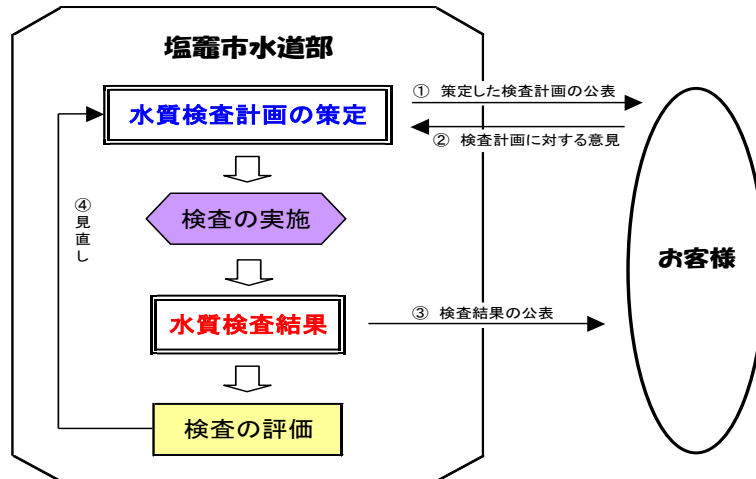 塩竈市水道部
水質検査計画の策定
① 策定した検査計画の公表
② 検査計画に対する意見
検査の実施
④見直し
お客様
水質検査結果
③ 検査結果の公表
検査の評価